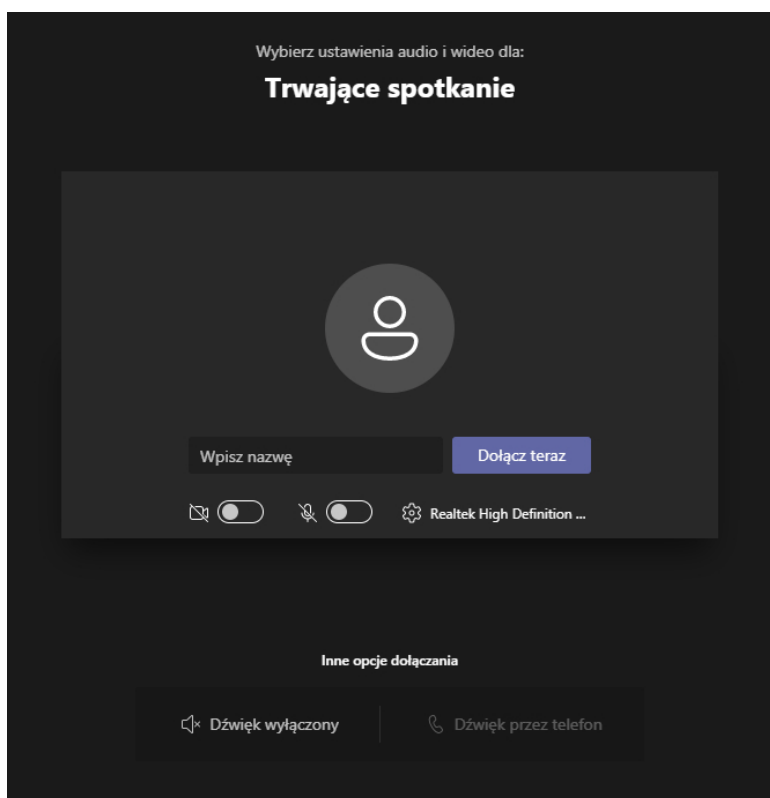 Wybierz ustawienia audio i wideo dla:
Trwające spotkanie
Wpisz nazwę
Dołącz teraz
Realtek High Definition ...
Inne opcje dołączania
Dźwięk wyłączony
Dźwięk przez telefon